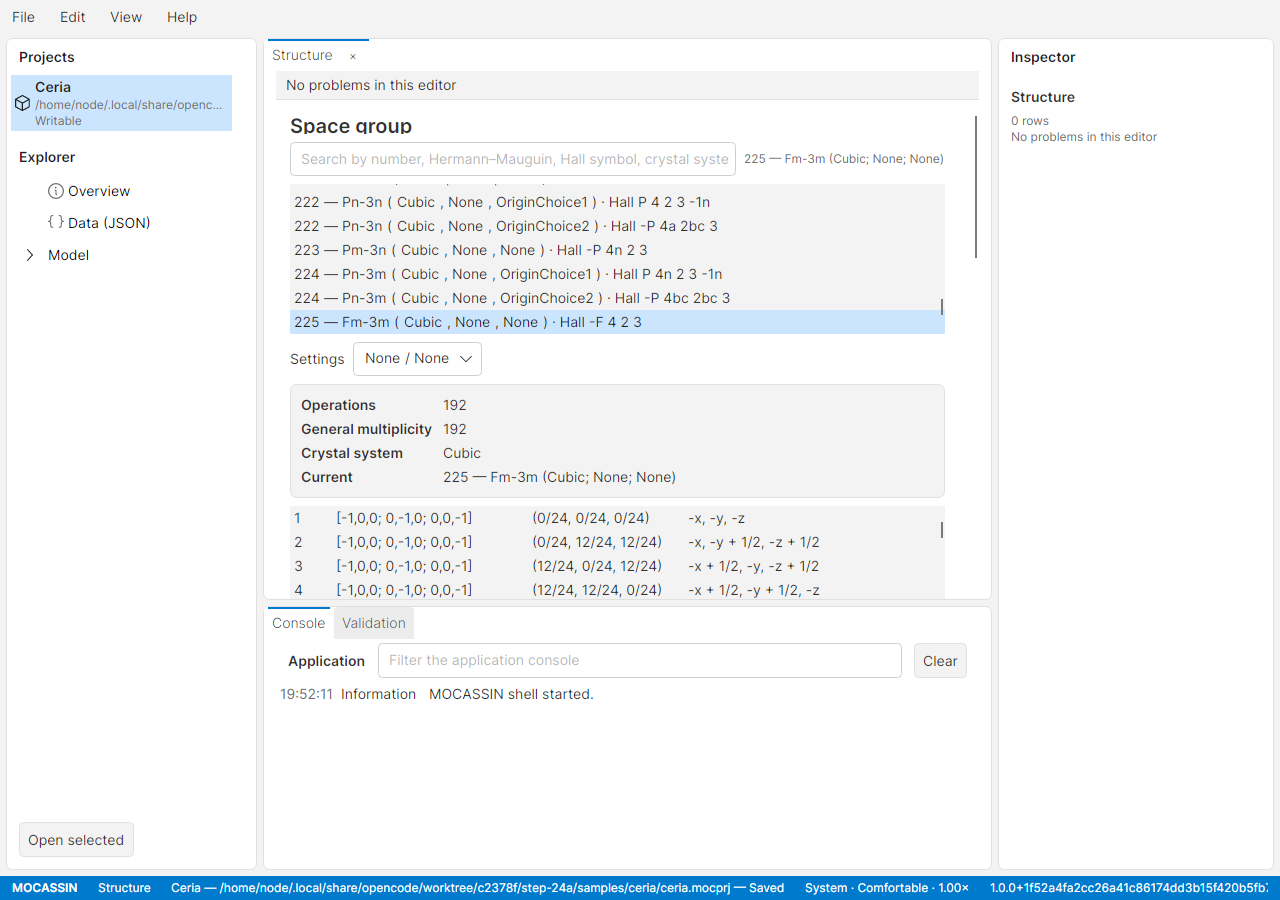 File Edit View Help
Projects
Ceria
/home/node/.local/share/openc...
Writable
Explorer
Overview
{ } Data (JSON)
Model
Open selected
Structure ×
No problems in this editor
Space group
Search by number, Hermann–Mauguin, Hall symbol, crystal syste
225 — Fm-3m (Cubic; None; None)
222 — Pn-3n ( Cubic , None , OriginChoice1 ) · Hall P 4 2 3 -1n
222 — Pn-3n ( Cubic , None , OriginChoice2 ) · Hall -P 4a 2bc 3
223 — Pm-3n ( Cubic , None , None ) · Hall -P 4n 2 3
224 — Pn-3m ( Cubic , None , OriginChoice1 ) · Hall P 4n 2 3 -1n
224 — Pn-3m ( Cubic , None , OriginChoice2 ) · Hall -P 4bc 2bc 3
225 — Fm-3m ( Cubic , None , None ) · Hall -F 4 2 3
Settings None / None
Operations 192
General multiplicity 192
Crystal system Cubic
Current 225 — Fm-3m (Cubic; None; None)
1 [-1,0,0; 0,-1,0; 0,0,-1] (0/24, 0/24, 0/24) -x, -y, -z
2 [-1,0,0; 0,-1,0; 0,0,-1] (0/24, 12/24, 12/24) -x, -y + 1/2, -z + 1/2
3 [-1,0,0; 0,-1,0; 0,0,-1] (12/24, 0/24, 12/24) -x + 1/2, -y, -z + 1/2
4 [-1,0,0; 0,-1,0; 0,0,-1] (12/24, 12/24, 0/24) -x + 1/2, -y + 1/2, -z
Console Validation
Application Filter the application console Clear
19:52:11 Information MOCASSIN shell started.
Inspector
Structure
0 rows
No problems in this editor
MOCASSIN Structure Ceria — /home/node/.local/share/opencode/worktree/c2378f/step-24a/samples/ceria/ceria.mocprj — Saved System · Comfortable · 1.00× 1.0.0+1f52a4fa2cc26a41c86174dd3b15f420b5fb